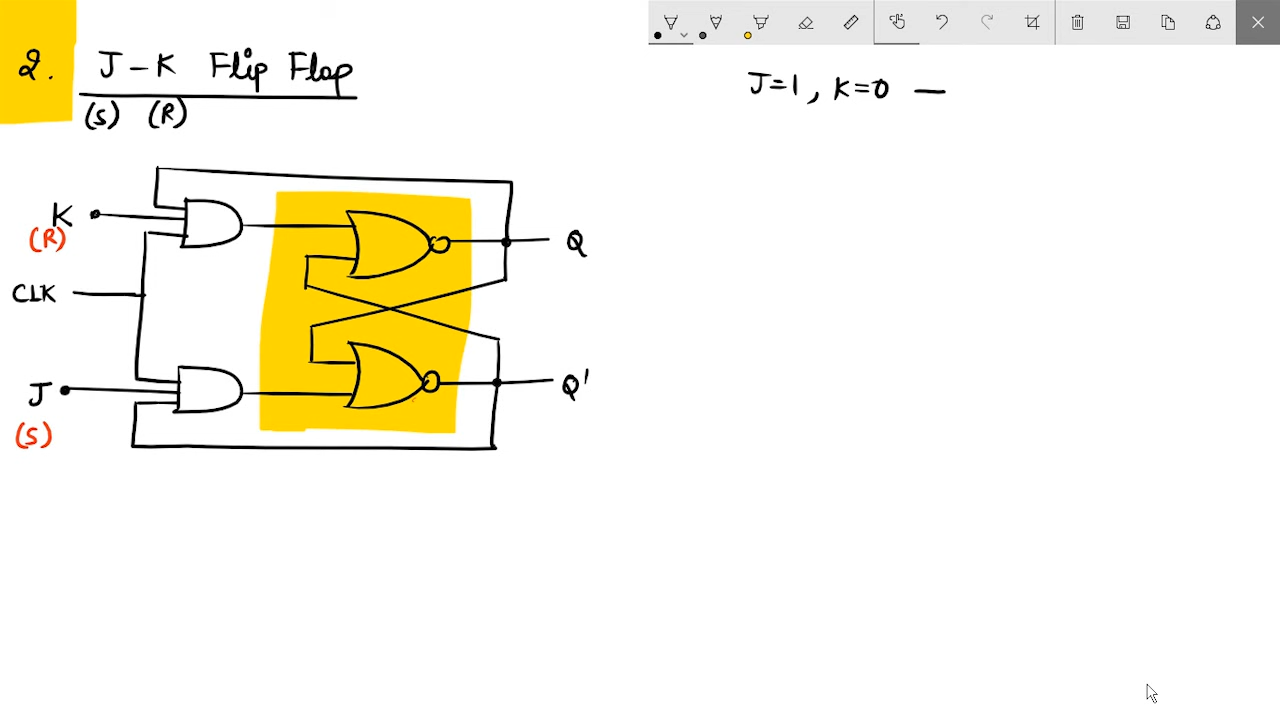 2. J-K Flip Flop
(S) (R)
J=1, K=0 —
K
(R)
Q
CLK
J
Q'
(S)